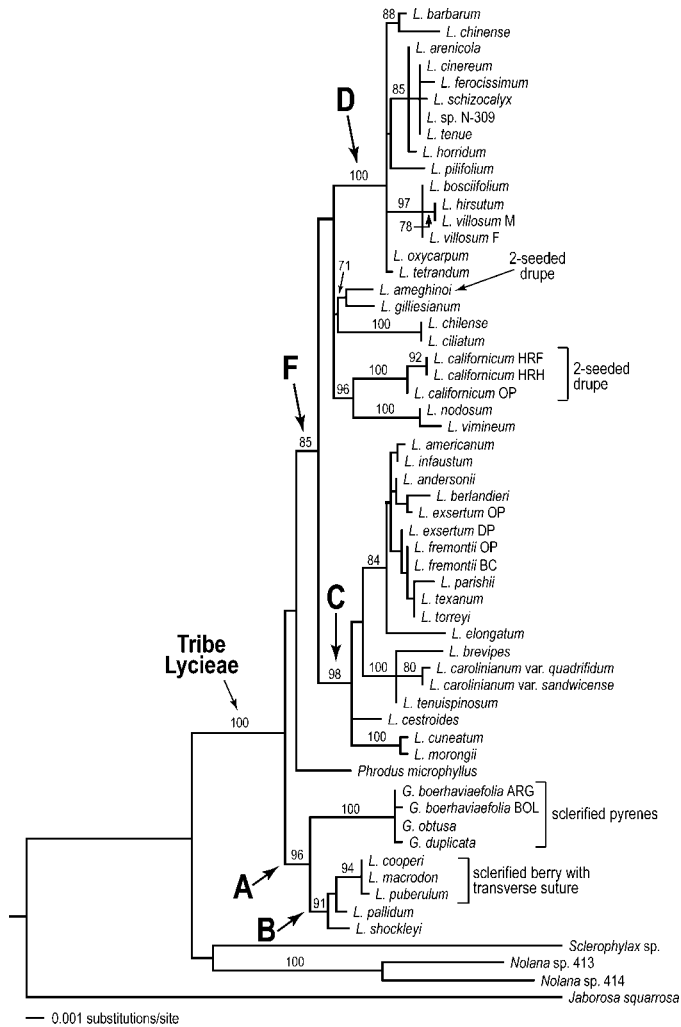 88
L. barbarum
L. chinense
L. arenicola
L. cinereum
L. ferocissimum
85
L. schizocalyx
D
L. sp. N-309
L. tenue
L. horridum
L. pilifolium
100
L. bosciifolium
97
L. hirsutum
L. villosum M
78
L. villosum F
L. oxycarpum
2-seeded
drupe
71
L. tetrandum
L. ameghinoi
L. gilliesianum
100
L. chilense
L. ciliatum
92
L. californicum HRF
F
100
L. californicum HRH
2-seeded
drupe
96
L. californicum OP
100
L. nodosum
L. vimineum
85
L. americanum
L. infaustum
L. andersonii
L. berlandieri
L. exsertum OP
L. exsertum DP
L. fremontii OP
84
L. fremontii BC
L. parishii
C
L. texanum
L. torreyi
L. elongatum
Tribe
Lycieae
L. brevipes
98
100
80
L. carolinianum var. quadrifidum
L. carolinianum var. sandwicense
L. tenuispinosum
100
L. cestroides
100
L. cuneatum
L. morongii
Phrodus microphyllus
G. boerhaviaefolia ARG
100
G. boerhaviaefolia BOL
sclerified pyrenes
G. obtusa
G. duplicata
96
A
L. cooperi
94
L. macrodon
sclerified berry with
transverse suture
L. puberulum
91
B
L. pallidum
L. shockleyi
Sclerophylax sp.
100
Nolana sp. 413
Nolana sp. 414
Jaborosa squarrosa
0.001 substitutions/site